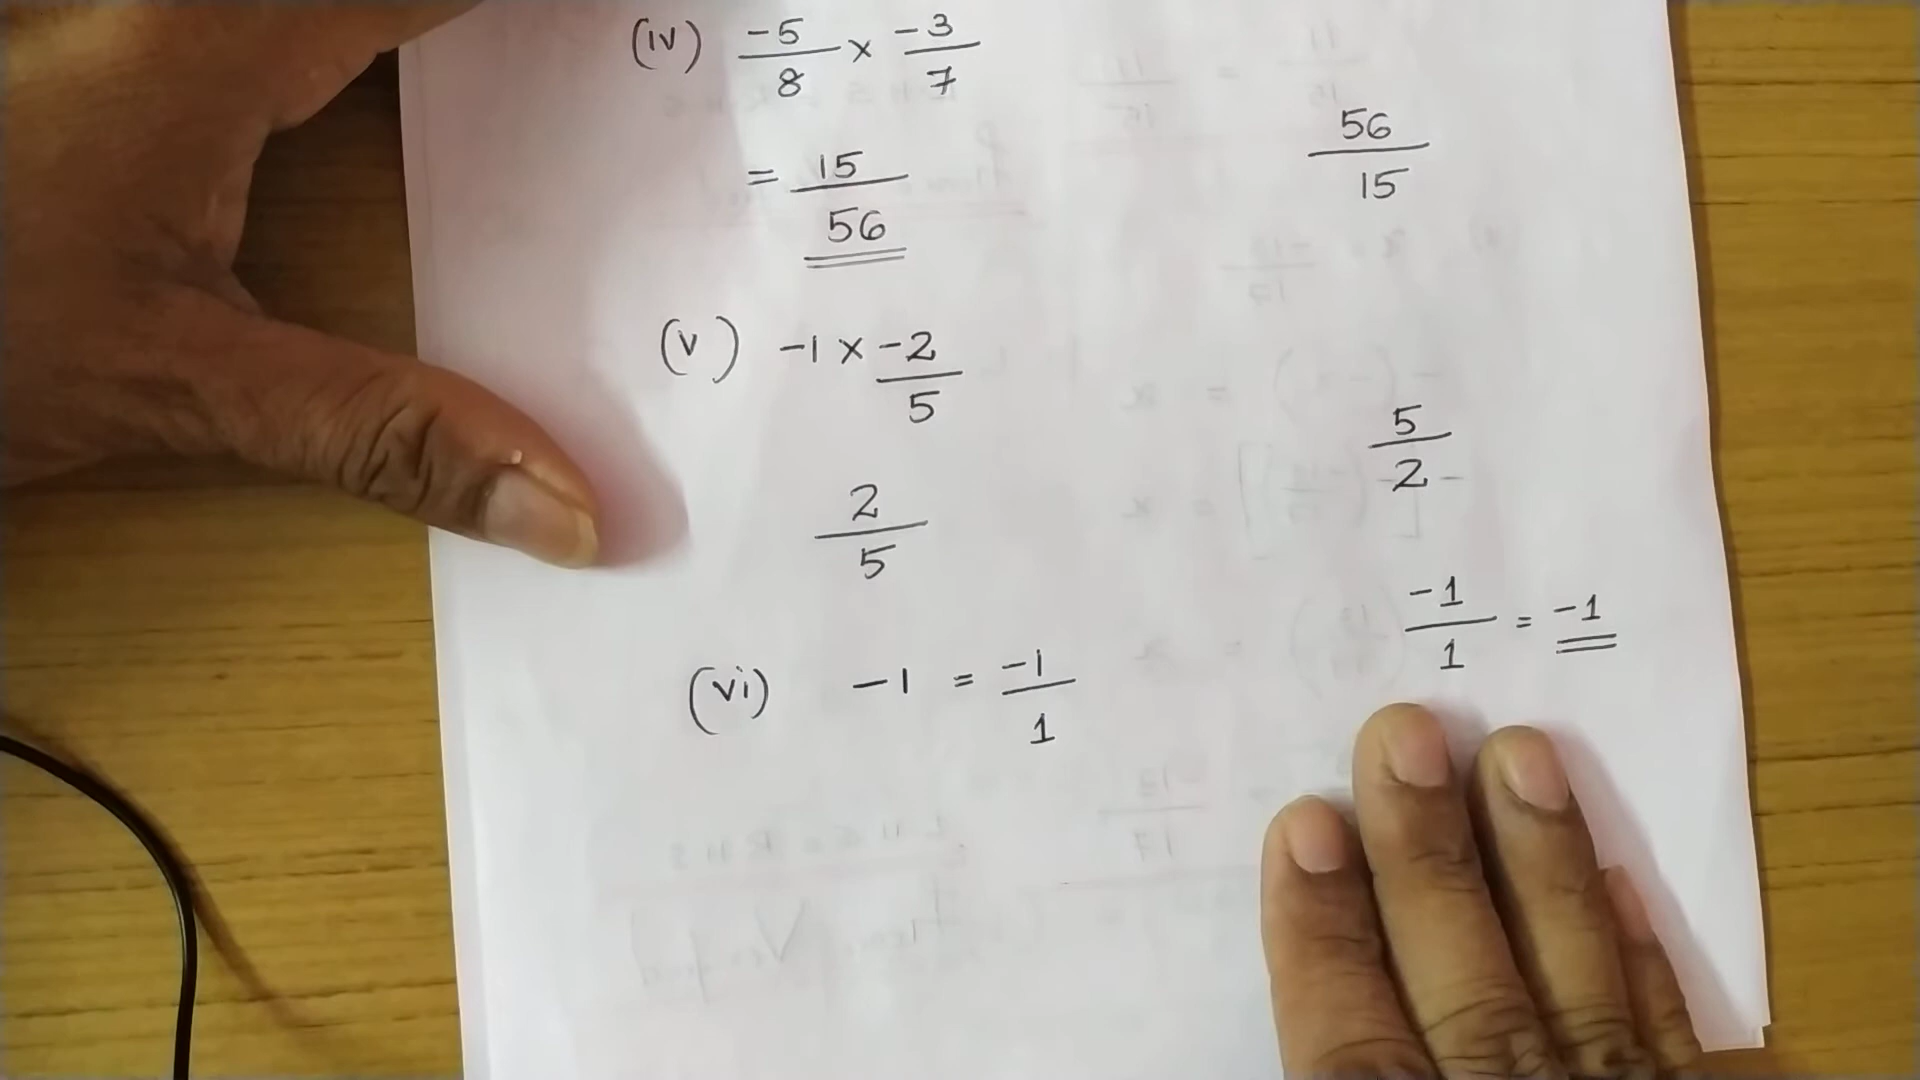 (iv) -5/8 × -3/7
= 15/56
56/15
(v) -1 × -2/5
2/5
5/2
(vi) -1 = -1/1
-1/1 = -1